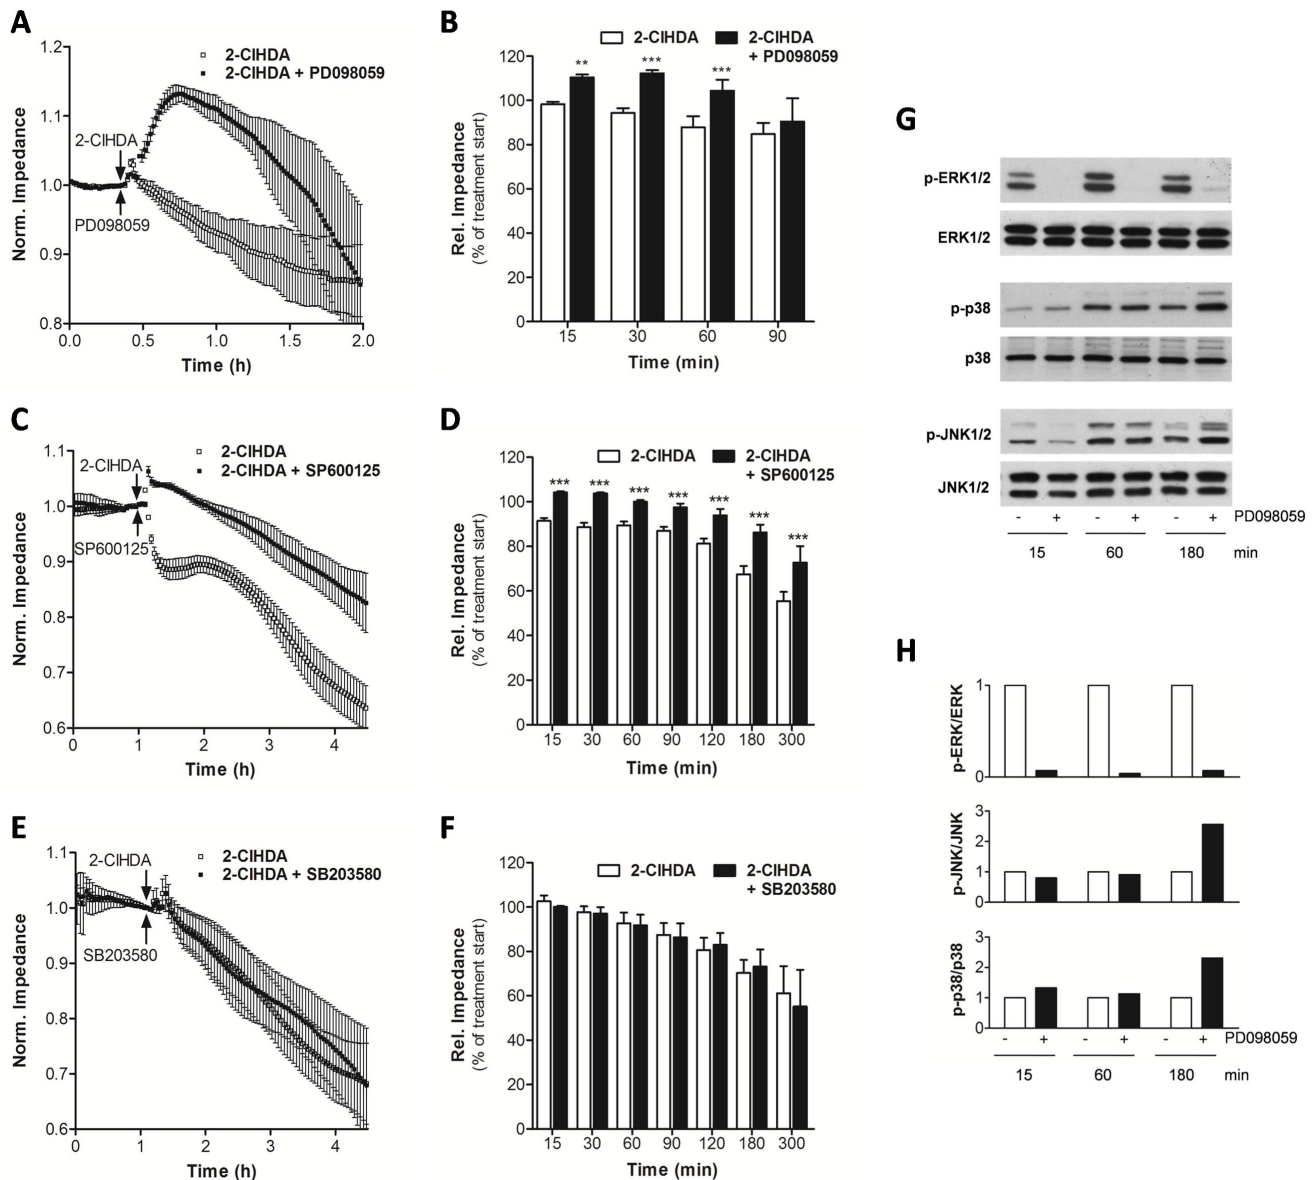 A
1.2
1.1
1.0
0.9
0.8
Norm. Impedance
2-ClHDA
2-ClHDA + PD098059
2-ClHDA
PD098059
0.0 0.5 1.0 1.5 2.0
Time (h)
B
2-ClHDA 2-ClHDA
+ PD098059
120
100
80
60
40
20
0
Rel. Impedance
(% of treatment start)
** *** ***
15 30 60 90
Time (min)
C
1.1
1.0
0.9
0.8
0.7
0.6
Norm. Impedance
2-ClHDA
2-ClHDA + SP600125
2-ClHDA
SP600125
0 1 2 3 4
Time (h)
D
2-ClHDA 2-ClHDA
+ SP600125
120
100
80
60
40
20
0
Rel. Impedance
(% of treatment start)
*** *** *** *** *** *** ***
15 30 60 90 120 180 300
Time (min)
E
1.1
1.0
0.9
0.8
0.7
0.6
Norm. Impedance
2-ClHDA
2-ClHDA + SB203580
2-ClHDA
SB203580
0 1 2 3 4
Time (h)
F
2-ClHDA 2-ClHDA
+ SB203580
120
100
80
60
40
20
0
Rel. Impedance
(% of treatment start)
15 30 60 90 120 180 300
Time (min)
G
p-ERK1/2
ERK1/2
p-p38
p38
p-JNK1/2
JNK1/2
- + - + - + PD098059
15 60 180 min
H
1
0
p-ERK/ERK
3
2
1
0
p-JNK/JNK
3
2
1
0
p-p38/p38
- + - + - + PD098059
15 60 180 min